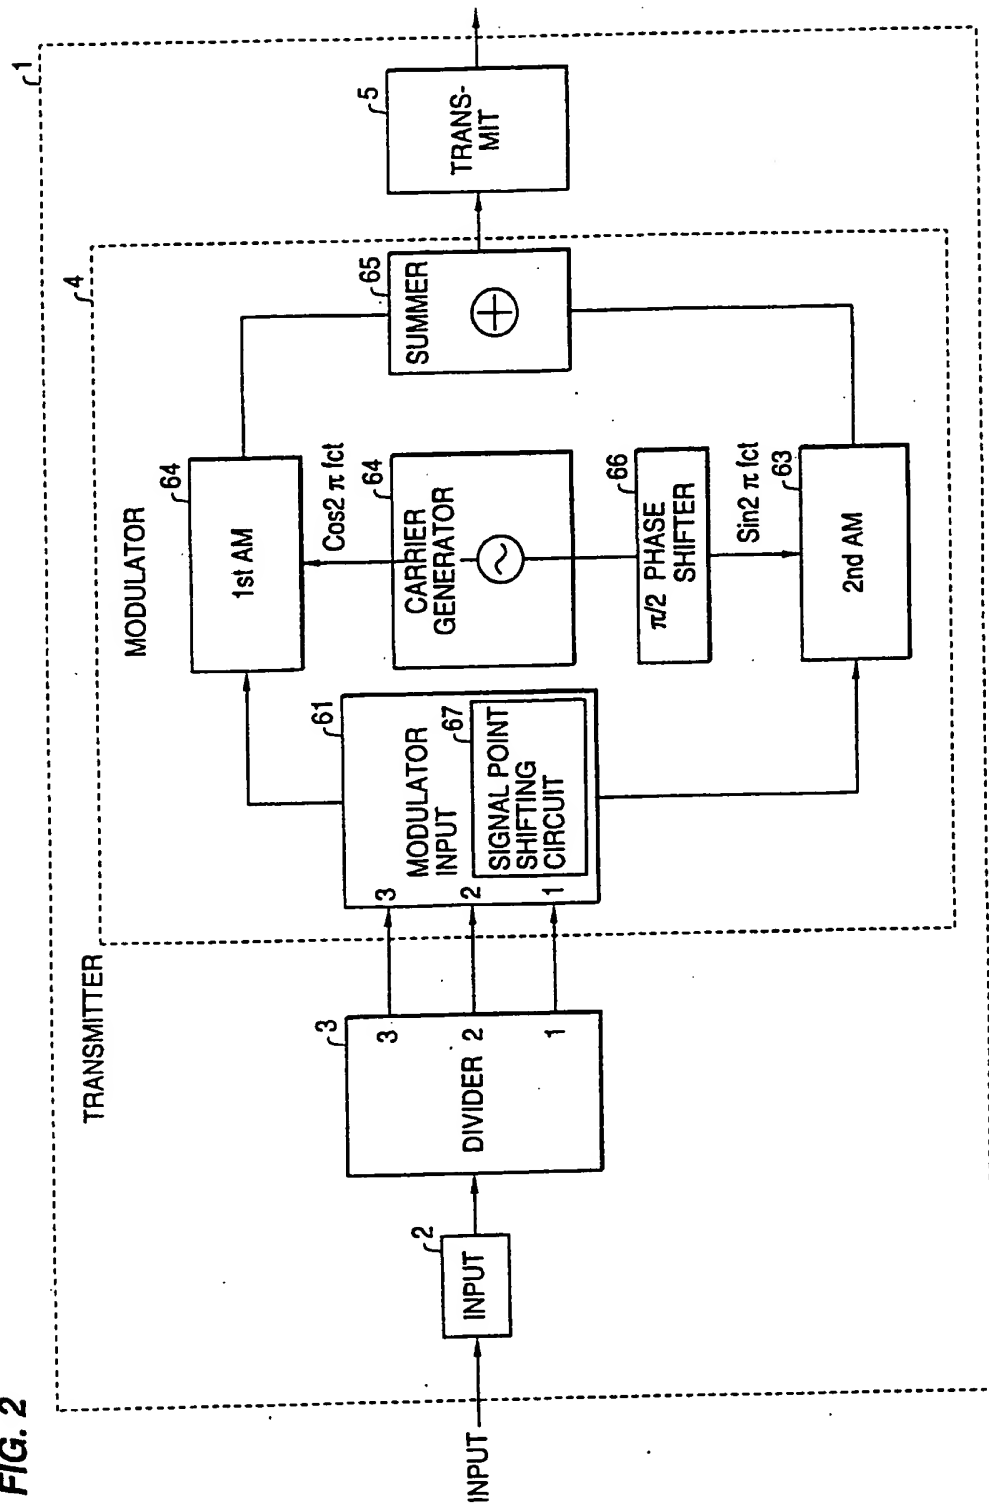 FIG. 2
TRANSMITTER
1
MODULATOR
4
INPUT
2
INPUT
3
DIVIDER
3
2
1
61
3
2
1
MODULATOR
INPUT
67
SIGNAL POINT
SHIFTING
CIRCUIT
64
1st AM
Cos2 π fct
64
CARRIER
GENERATOR
~
66
π/2 PHASE
SHIFTER
Sin2 π fct
63
2nd AM
65
SUMMER
+
5
TRANS-
MIT